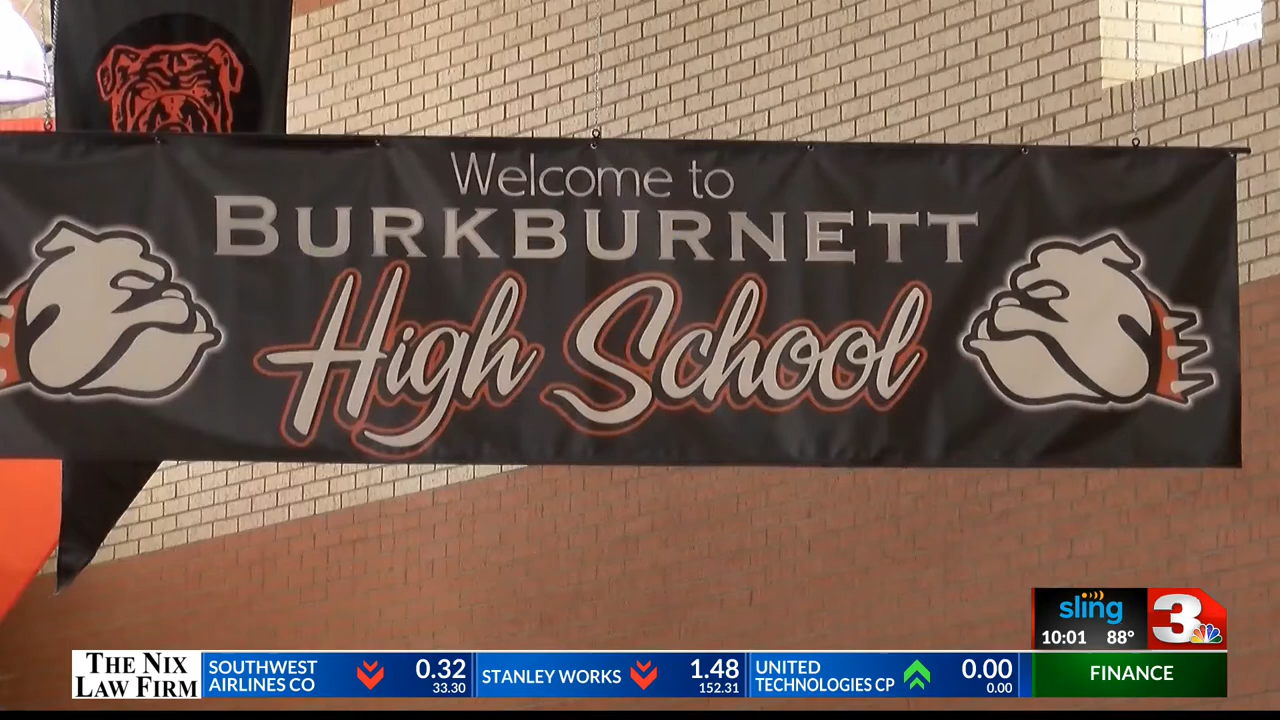 Welcome to
BURKBURNETT
High School
sling
3
10:01 88°
THE NIX
LAW FIRM
SOUTHWEST
AIRLINES CO
0.32
33.30
STANLEY WORKS
1.48
152.31
UNITED
TECHNOLOGIES CP
0.00
0.00
FINANCE